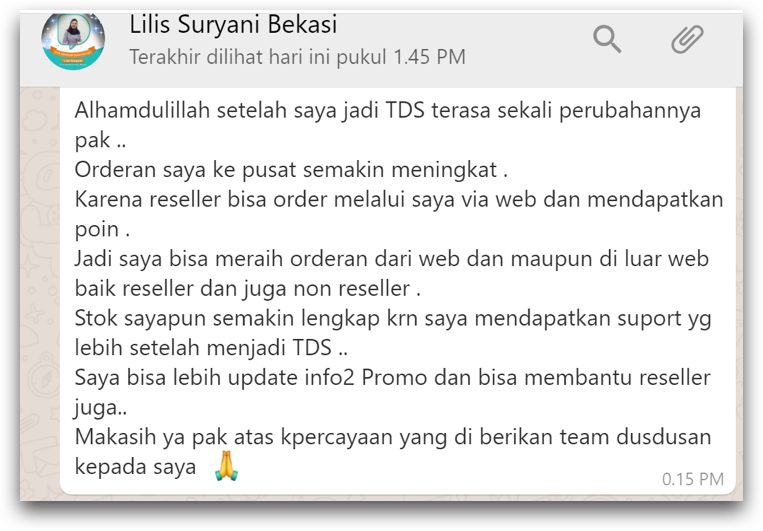 Lilis Suryani Bekasi
Terakhir dilihat hari ini pukul 1.45 PM
Alhamdulillah setelah saya jadi TDS terasa sekali perubahannya
pak ..
Orderan saya ke pusat semakin meningkat .
Karena reseller bisa order melalui saya via web dan mendapatkan
poin .
Jadi saya bisa meraih orderan dari web dan maupun di luar web
baik reseller dan juga non reseller .
Stok sayapun semakin lengkap krn saya mendapatkan suport yg
lebih setelah menjadi TDS ..
Saya bisa lebih update info2 Promo dan bisa membantu reseller
juga..
Makasih ya pak atas kpercayaan yang di berikan team dusdusan
kepada saya 🙏
0.15 PM